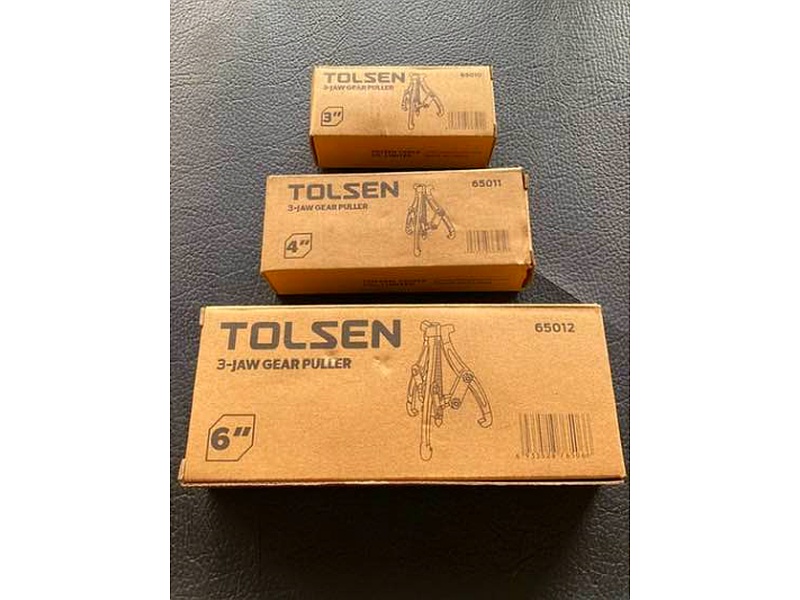 TOLSEN
65010
3-JAW GEAR PULLER
3"
TOLSEN
65011
3-JAW GEAR PULLER
4"
TOLSEN
65012
3-JAW GEAR PULLER
6"